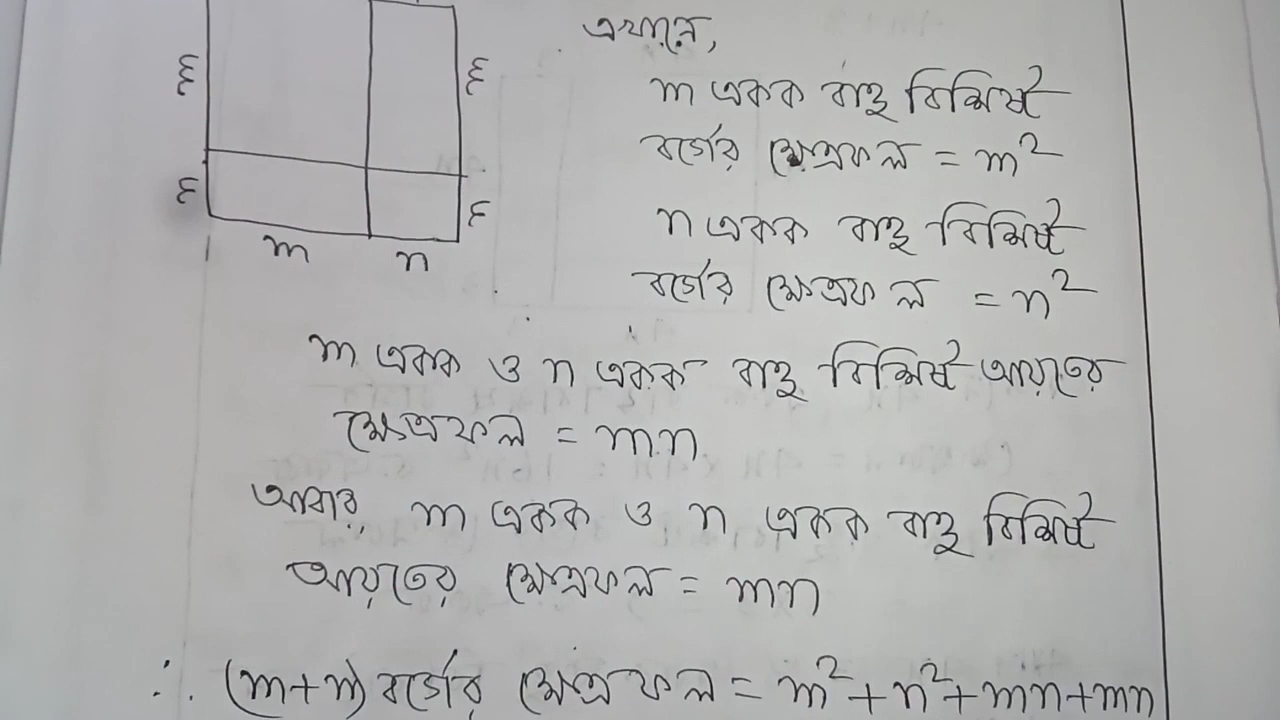 এখানে,
m m
m একক বাহু বিশিষ্ট
বর্গের ক্ষেত্রফল = m²
n n
m n
n একক বাহু বিশিষ্ট
বর্গের ক্ষেত্রফল = n²
m একক ও n একক বাহু বিশিষ্ট আয়তের
ক্ষেত্রফল = mn
আবার, m একক ও n একক বাহু বিশিষ্ট
আয়তের ক্ষেত্রফল = mn
∴ (m+n) বর্গের ক্ষেত্রফল = m²+n²+mn+mn